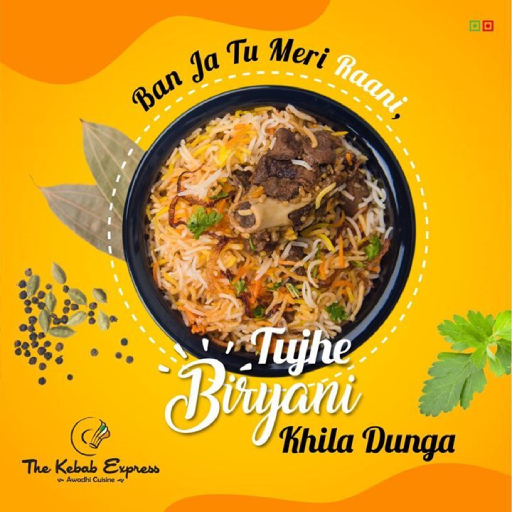 Ban Ja Tu Meri Raani,
Tujhe
Biryani
Khila Dunga
The Kebab Express
Awadhi Cuisine